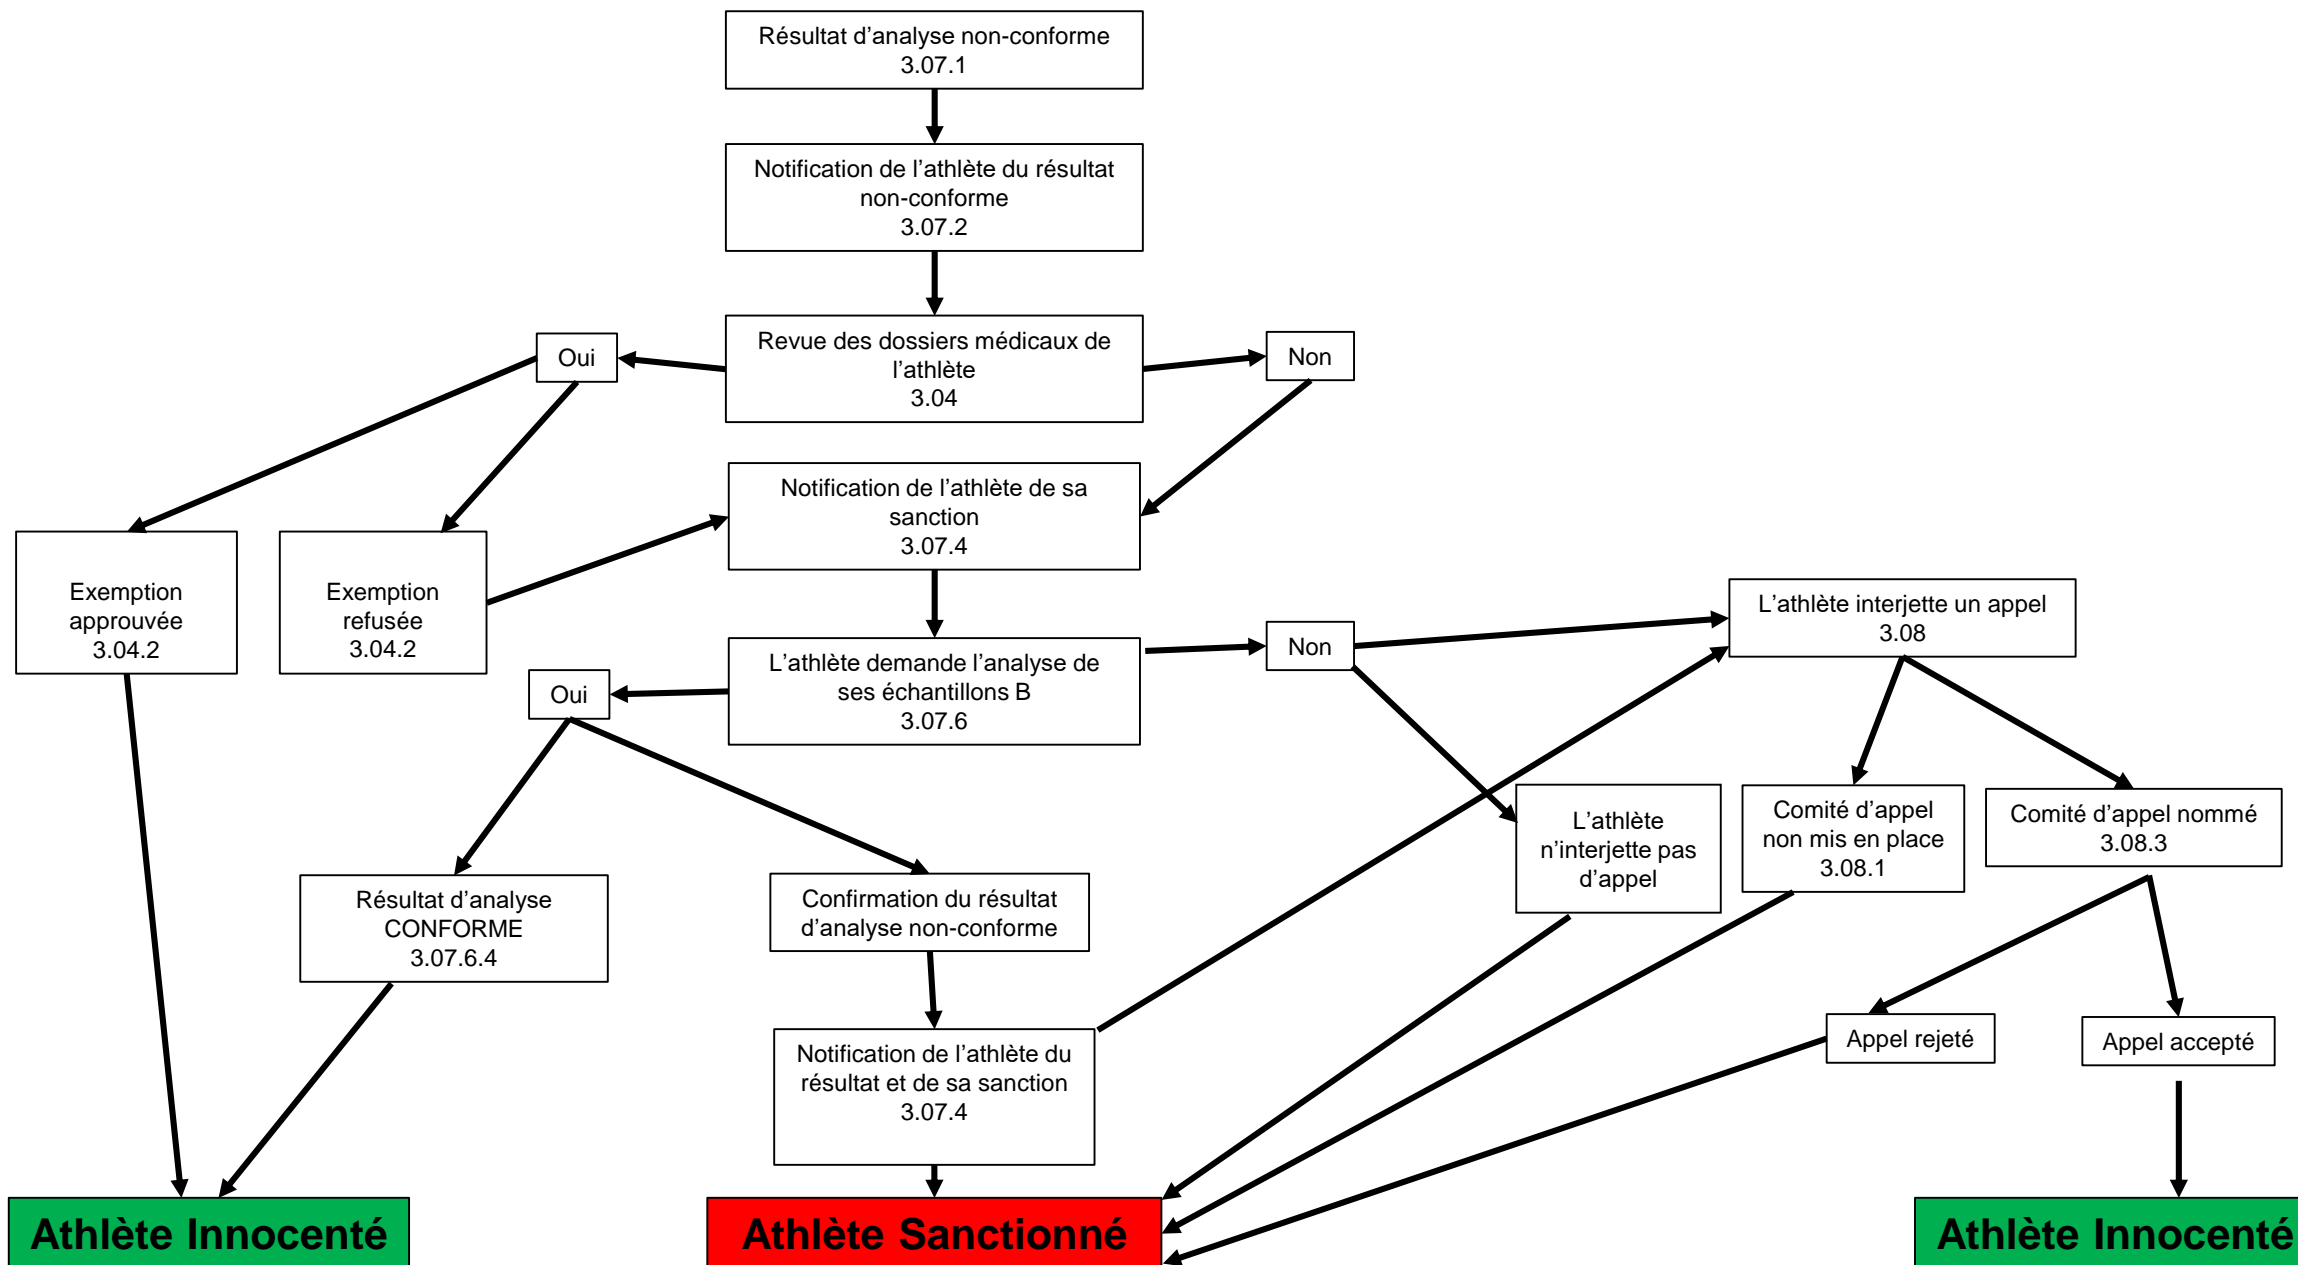 Résultat d’analyse non-conforme
3.07.1
Notification de l’athlète du résultat
non-conforme
3.07.2
Oui
Revue des dossiers médicaux de
l’athlète
3.04
Non
Notification de l’athlète de sa
sanction
3.07.4
Exemption
approuvée
3.04.2
Exemption
refusée
3.04.2
L’athlète interjette un appel
3.08
Non
L’athlète demande l’analyse de
ses échantillons B
3.07.6
Oui
L’athlète
n’interjette pas
d’appel
Comité d’appel
non mis en place
3.08.1
Comité d’appel nommé
3.08.3
Résultat d’analyse
CONFORME
3.07.6.4
Confirmation du résultat
d’analyse non-conforme
Notification de l’athlète du
résultat et de sa sanction
3.07.4
Appel rejeté
Appel accepté
Athlète Innocenté
Athlète Sanctionné
Athlète Innocenté